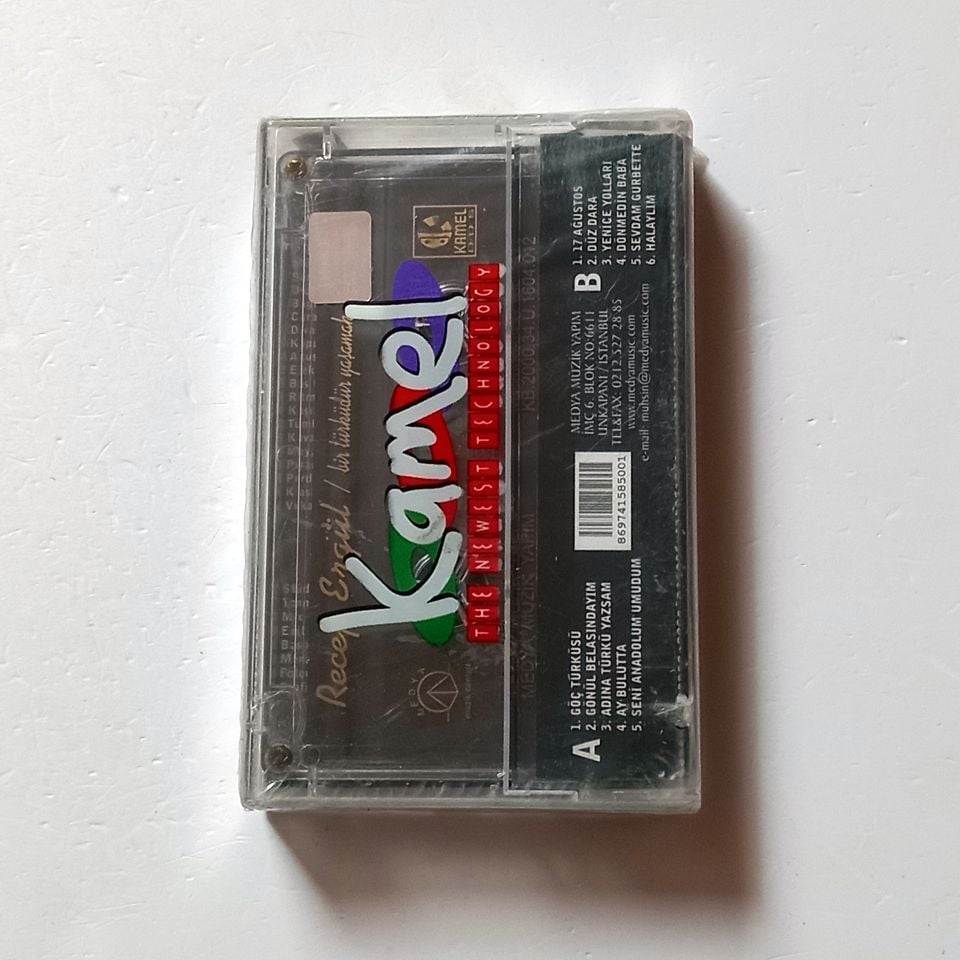 Recep Ergül / bir türküdür yaşamak
MEDYA
KAMEL
Kamel
THE NEWEST TECHNOLOGY
MEDYA MÜZİK YAPIM
KB.2000.34.Ü.1604.012
A
1. GÖÇ TÜRKÜSÜ
2. GÖNÜL BELASINDAYIM
3. ADINA TÜRKÜ YAZSAM
4. AY BULUTTA
5. SENİ ANADOLUM UMUDUM
869741585001
MEDYA MÜZİK YAPIM
İMÇ 6. BLOK NO:6611
UNKAPANI / İSTANBUL
TEL&FAX: 0212 527 28 85
www.medyamusic.com
e-mail: muhsin@medyamusic.com
B
1. 17 AĞUSTOS
2. DÜZ DARA
3. YENİCE YOLLARI
4. DÖNMEDİN BABA
5. SEVDAM GURBETTE
6. HALAYLIM